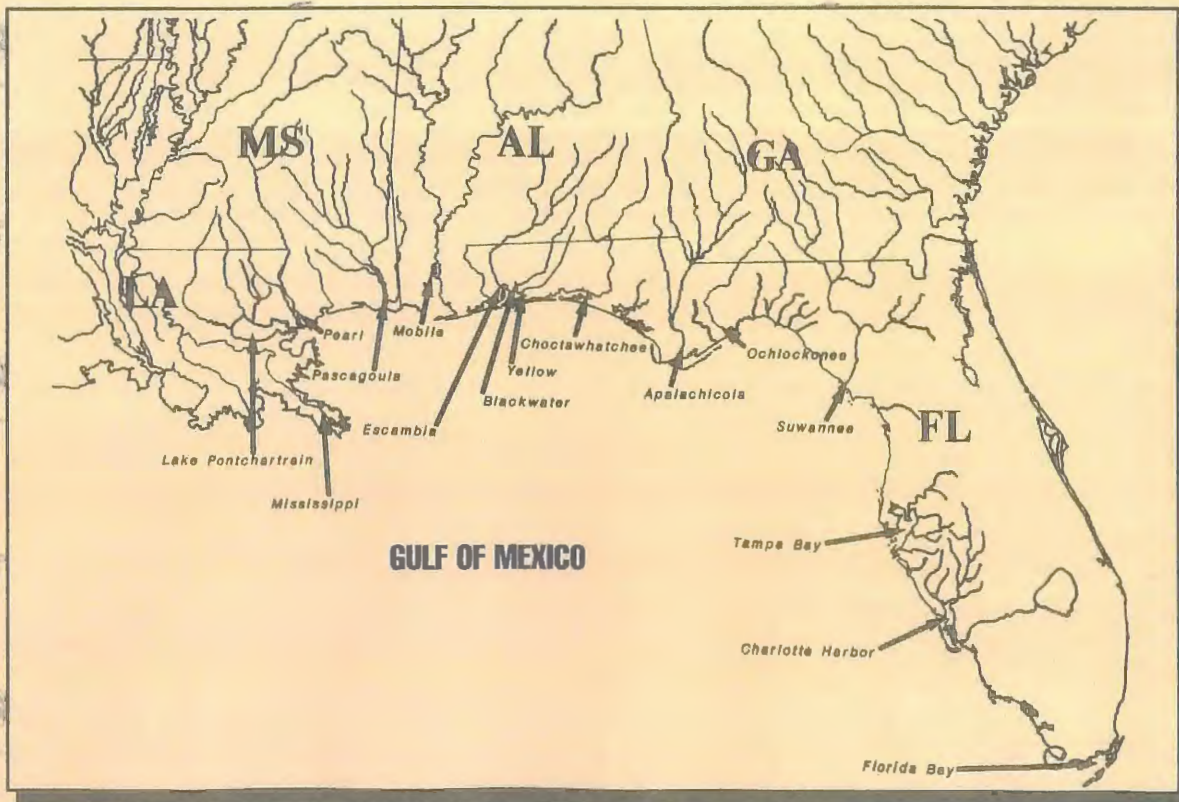 MS
AL
GA
LA
Pearl
Mobile
Choctawhatchee
Ochlockonee
Pascagoula
Yellow
Apalachicola
Blackwater
Escambia
Suwannee
FL
Lake Pontchartrain
Mississippi
Tampa Bay
GULF OF MEXICO
Charlotte Harbor
Florida Bay